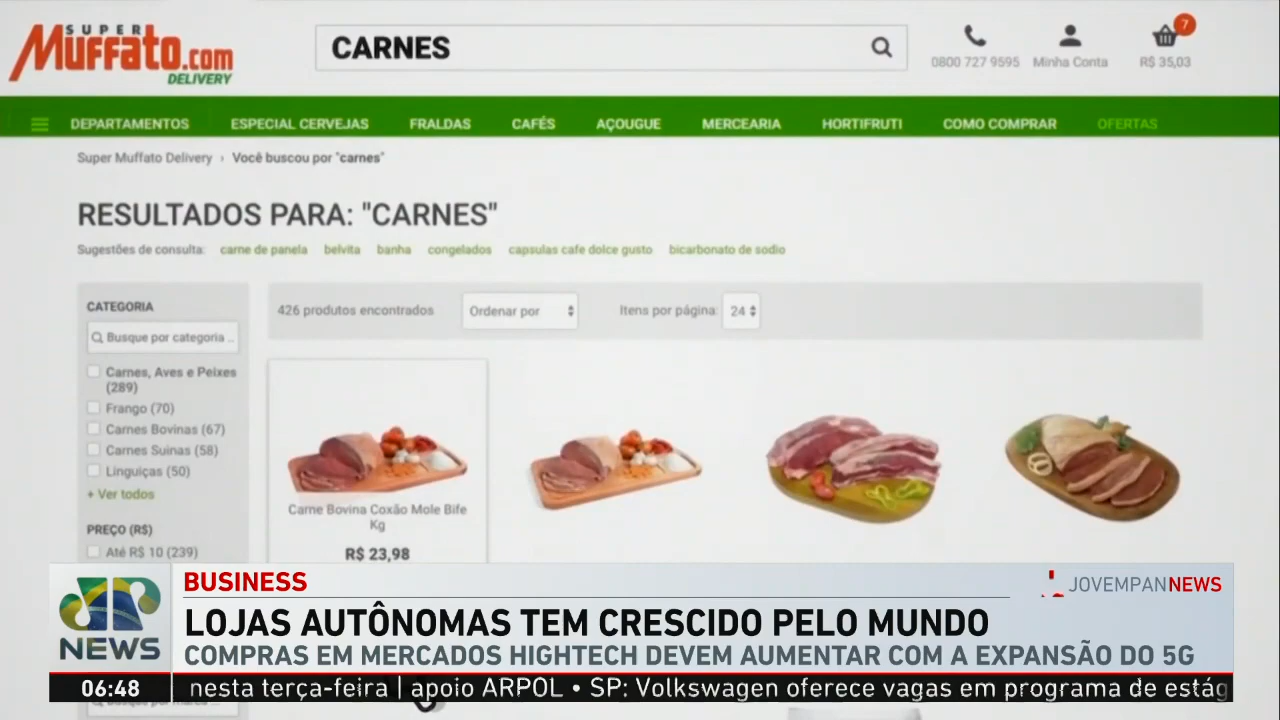 SUPER
Muffato.com
DELIVERY
CARNES
0800 727 9595
Minha Conta
7
R$ 35,03
DEPARTAMENTOS
ESPECIAL CERVEJAS
FRALDAS
CAFÉS
AÇOUGUE
MERCEARIA
HORTIFRUTI
COMO COMPRAR
OFERTAS
Super Muffato Delivery › Você buscou por "carnes"
RESULTADOS PARA: "CARNES"
Sugestões de consulta: carne de panela belvita banha congelados capsulas cafe dolce gusto bicarbonato de sodio
CATEGORIA
Busque por categoria ...
Carnes, Aves e Peixes
(289)
Frango (70)
Carnes Bovinas (67)
Carnes Suinas (58)
Linguiças (50)
+ Ver todos
PREÇO (R$)
Até R$ 10 (239)
426 produtos encontrados
Ordenar por
Itens por página: 24
Carne Bovina Coxão Mole Bife
Kg
R$ 23,98
JP
NEWS
BUSINESS
JOVEMPANNEWS
LOJAS AUTÔNOMAS TEM CRESCIDO PELO MUNDO
COMPRAS EM MERCADOS HIGHTECH DEVEM AUMENTAR COM A EXPANSÃO DO 5G
06:48
nesta terça-feira | apoio ARPOL • SP: Volkswagen oferece vagas em programa de estág